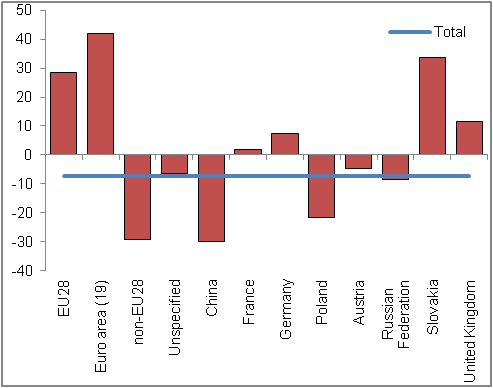 50
40
30
20
10
0
-10
-20
-30
-40
Total
EU28
Euro area (19)
non-EU28
Unspecified
China
France
Germany
Poland
Austria
Russian
Federation
Slovakia
United Kingdom